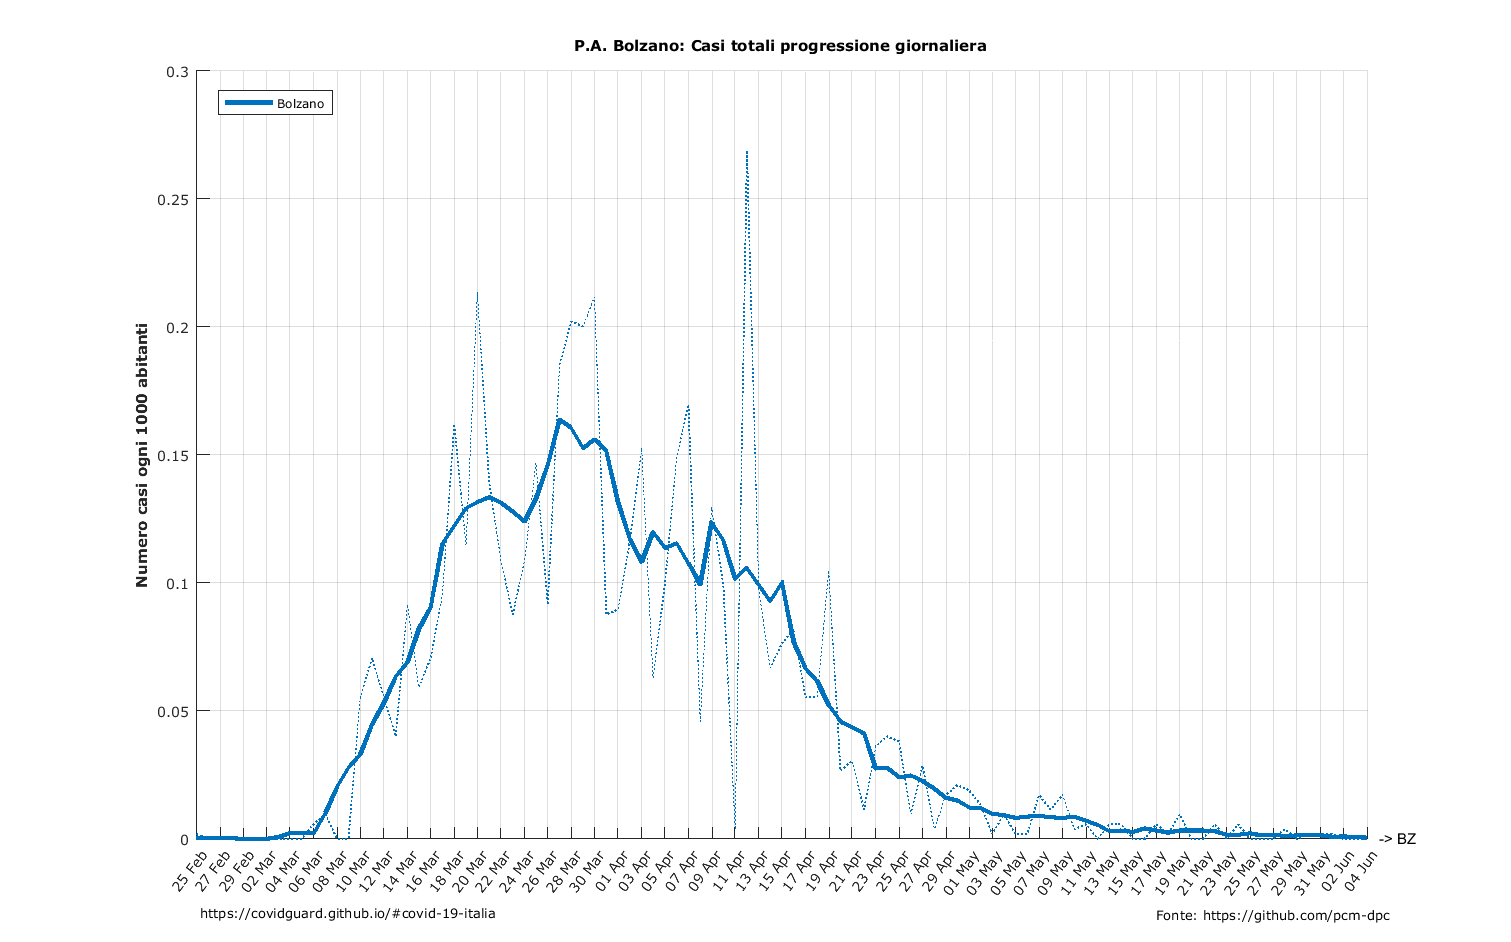 P.A. Bolzano: Casi totali progressione giornaliera
Bolzano
Numero casi ogni 1000 abitanti
0.3
0.25
0.2
0.15
0.1
0.05
0
25 Feb
27 Feb
29 Feb
02 Mar
04 Mar
06 Mar
08 Mar
10 Mar
12 Mar
14 Mar
16 Mar
18 Mar
20 Mar
22 Mar
24 Mar
26 Mar
28 Mar
30 Mar
01 Apr
03 Apr
05 Apr
07 Apr
09 Apr
11 Apr
13 Apr
15 Apr
17 Apr
19 Apr
21 Apr
23 Apr
25 Apr
27 Apr
29 Apr
01 May
03 May
05 May
07 May
09 May
11 May
13 May
15 May
17 May
19 May
21 May
23 May
25 May
27 May
29 May
31 May
02 Jun
04 Jun
-> BZ
https://covidguard.github.io/#covid-19-italia
Fonte: https://github.com/pcm-dpc